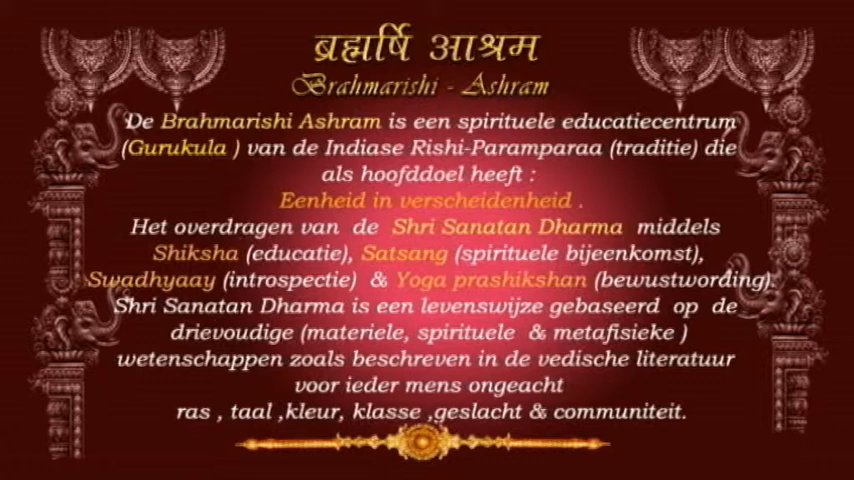 ब्रह्मर्षि आश्रम
Brahmarishi - Ashram
De Brahmarishi Ashram is een spirituele educatiecentrum
(Gurukula ) van de Indiase Rishi-Paramparaa (traditie) die
als hoofddoel heeft :
Eenheid in verscheidenheid .
Het overdragen van de Shri Sanatan Dharma middels
Shiksha (educatie), Satsang (spirituele bijeenkomst),
Swadhyaay (introspectie) & Yoga prashikshan (bewustwording).
Shri Sanatan Dharma is een levenswijze gebaseerd op de
drievoudige (materiele, spirituele & metafisieke )
wetenschappen zoals beschreven in de vedische literatuur
voor ieder mens ongeacht
ras , taal ,kleur, klasse ,geslacht & communiteit.